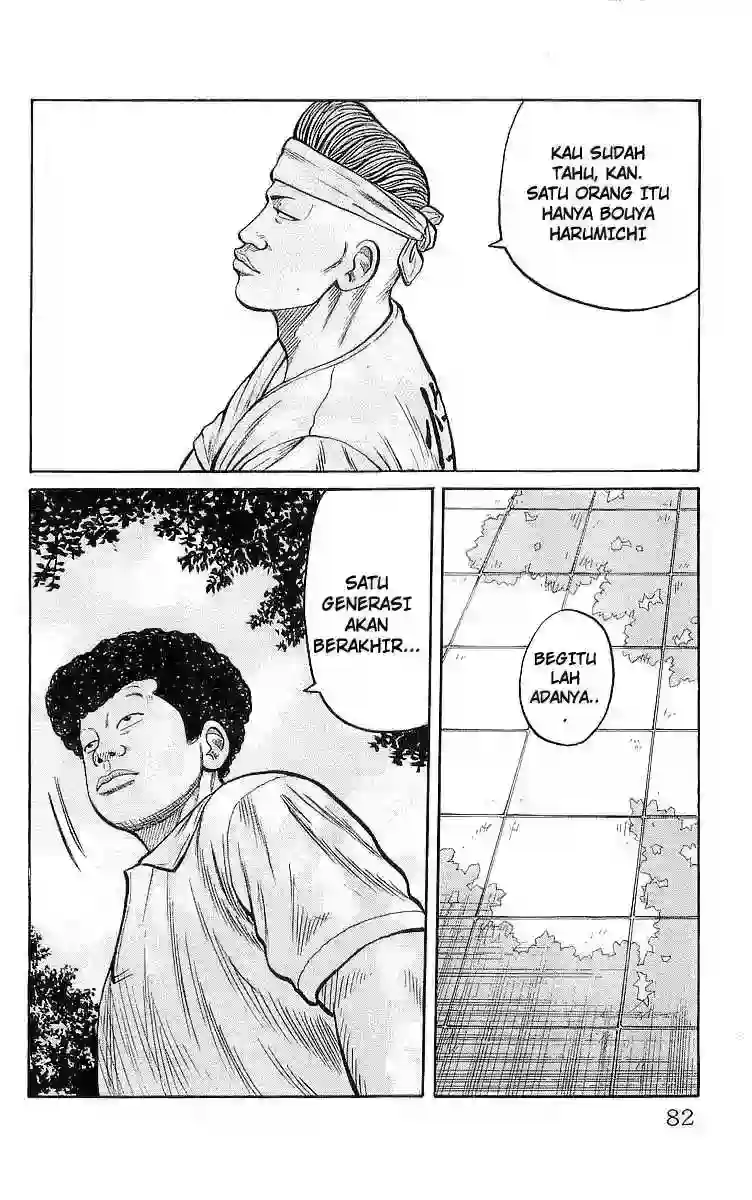 KAU SUDAH
TAHU, KAN.
SATU ORANG ITU
HANYA BOUYA
HARUMICHI
BEGITU
LAH
ADANYA..
.
SATU
GENERASI
AKAN
BERAKHIR...
82